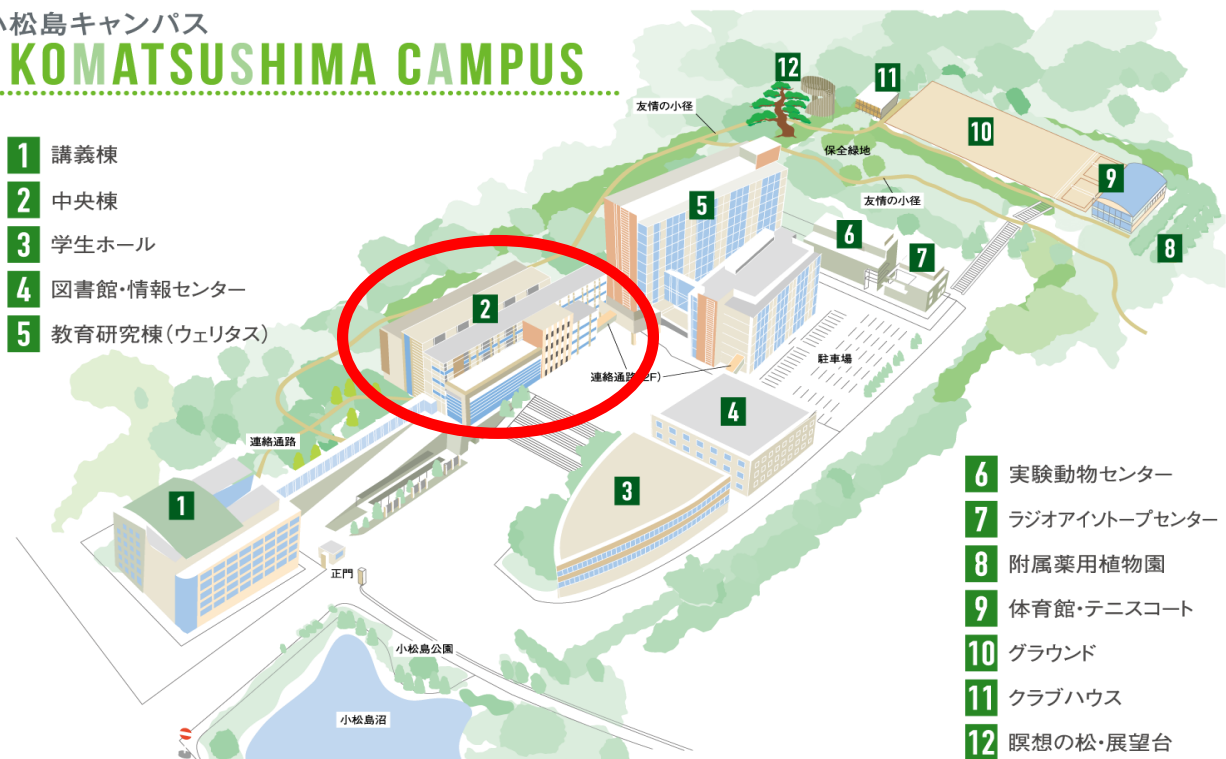 小松島キャンパス
KOMATSUSHIMA CAMPUS
1 講義棟
2 中央棟
3 学生ホール
4 図書館・情報センター
5 教育研究棟(ウェリタス)
12
11
友情の小径
10
保全緑地
9
友情の小径
5
6
7
8
2
連絡通路(2F)
駐車場
4
連絡通路
3
1
正門
小松島公園
小松島沼
6 実験動物センター
7 ラジオアイソトープセンター
8 附属薬用植物園
9 体育館・テニスコート
10 グラウンド
11 クラブハウス
12 瞑想の松・展望台